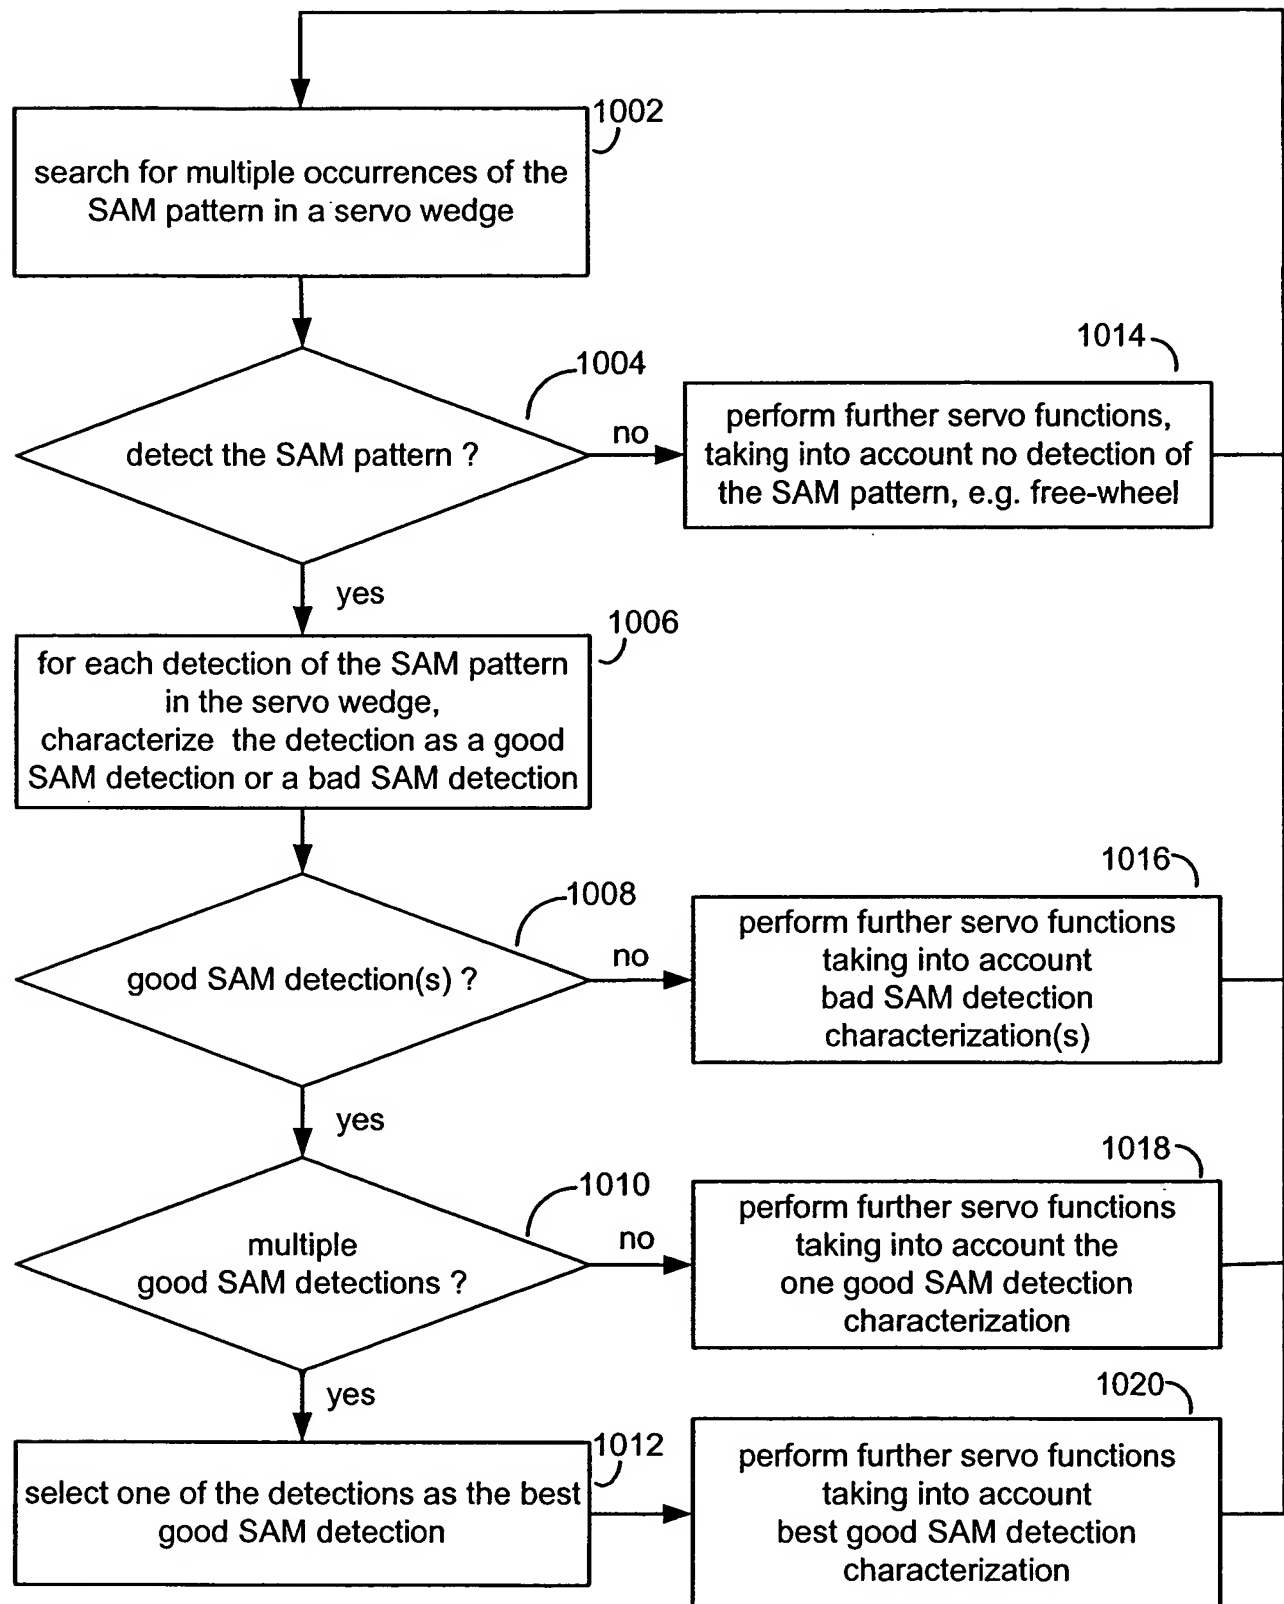 1002
search for multiple occurrences of the
SAM pattern in a servo wedge
1004
detect the SAM pattern ?
no
1014
perform further servo functions,
taking into account no detection of
the SAM pattern, e.g. free-wheel
yes
1006
for each detection of the SAM pattern
in the servo wedge,
characterize the detection as a good
SAM detection or a bad SAM detection
1008
good SAM detection(s) ?
no
1016
perform further servo functions
taking into account
bad SAM detection
characterization(s)
yes
1010
multiple
good SAM detections ?
no
1018
perform further servo functions
taking into account the
one good SAM detection
characterization
yes
1012
select one of the detections as the best
good SAM detection
1020
perform further servo functions
taking into account
best good SAM detection
characterization